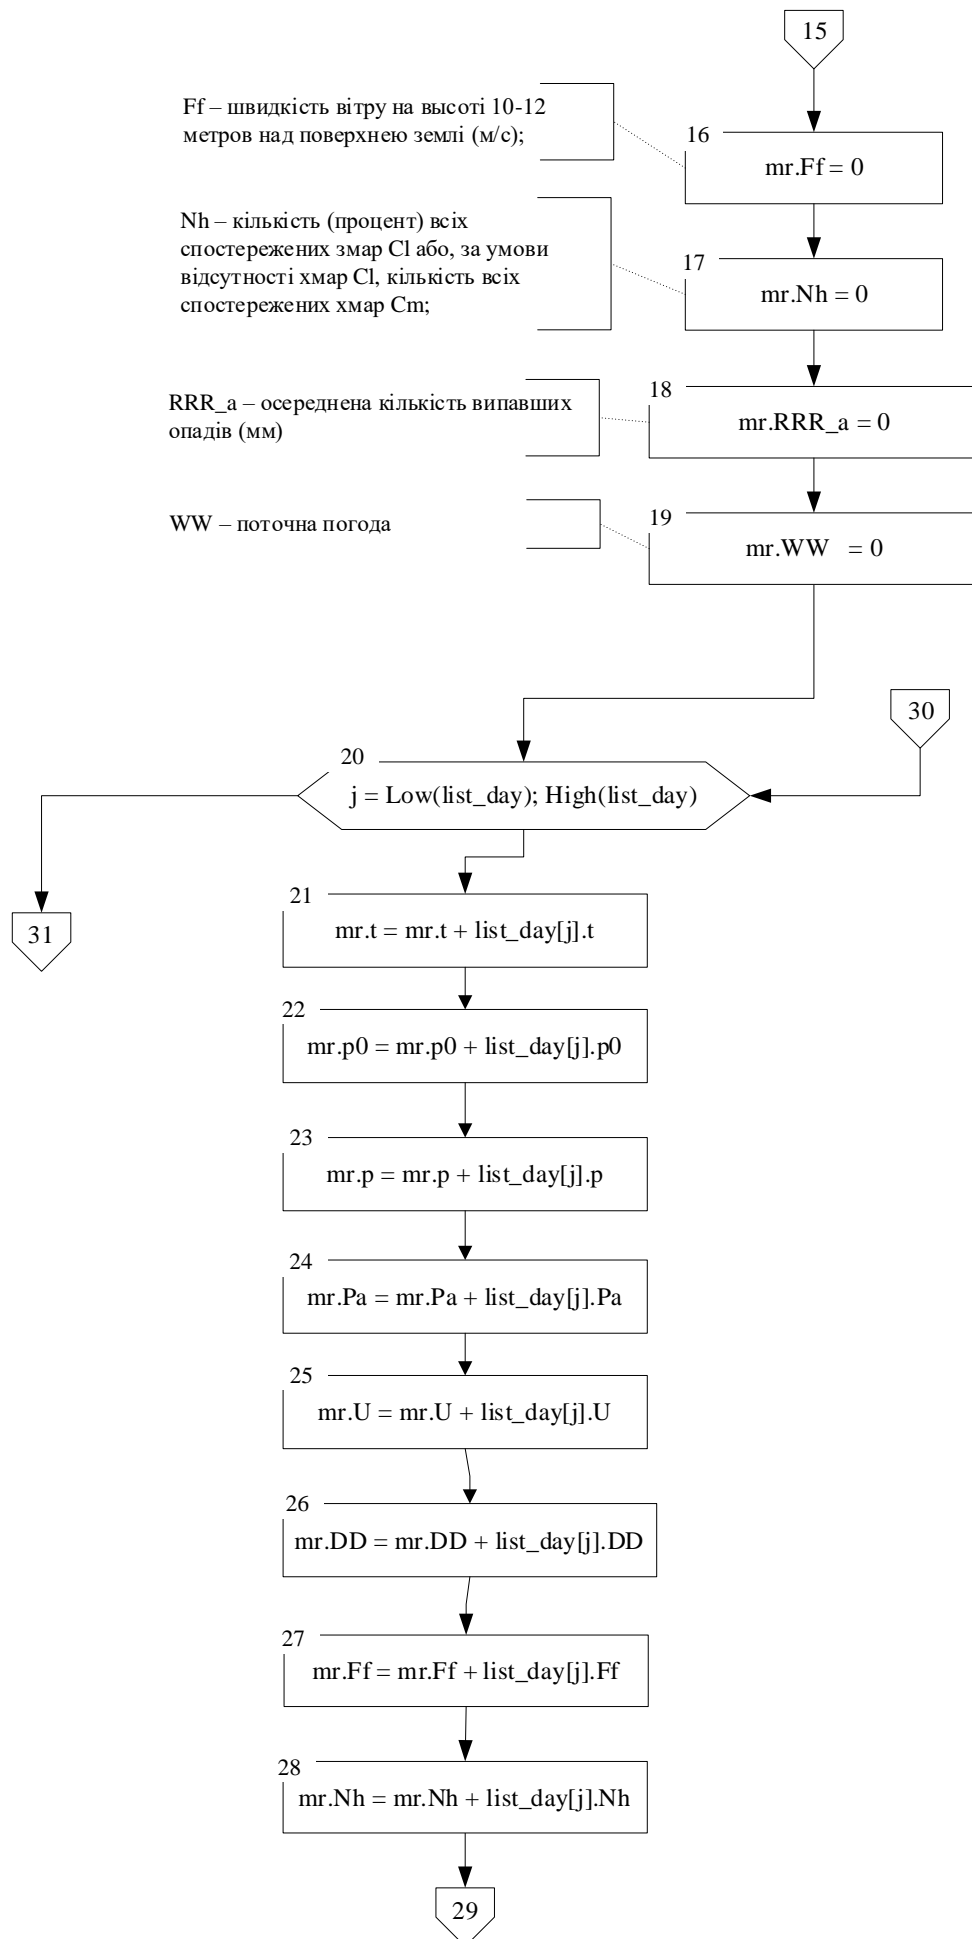 15
Ff – швидкість вітру на высоті 10-12
метров над поверхнею землі (м/с);
16
mr.Ff = 0
Nh – кількість (процент) всіх
спостережених змар Cl або, за умови
відсутності хмар Cl, кількість всіх
спостережених хмар Cm;
17
mr.Nh = 0
18
RRR_a – осереднена кількість випавших
опадів (мм)
mr.RRR_a = 0
19
WW – поточна погода
mr.WW = 0
30
20
j = Low(list_day); High(list_day)
31
21
mr.t = mr.t + list_day[j].t
22
mr.p0 = mr.p0 + list_day[j].p0
23
mr.p = mr.p + list_day[j].p
24
mr.Pa = mr.Pa + list_day[j].Pa
25
mr.U = mr.U + list_day[j].U
26
mr.DD = mr.DD + list_day[j].DD
27
mr.Ff = mr.Ff + list_day[j].Ff
28
mr.Nh = mr.Nh + list_day[j].Nh
29